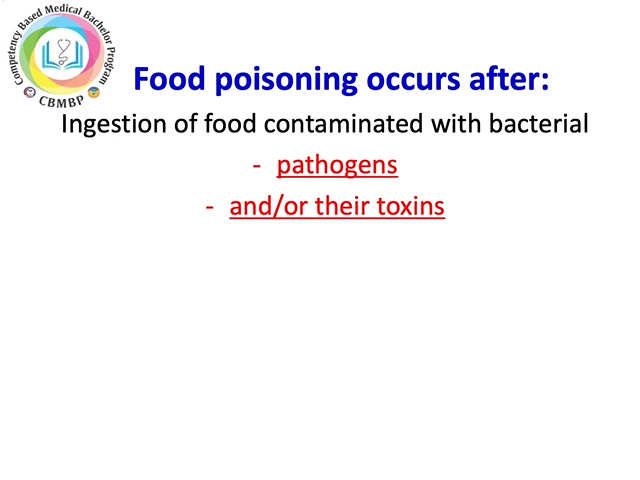 Competency Based Medical Bachelor Program
CBMBP
Food poisoning occurs after:
Ingestion of food contaminated with bacterial
- pathogens
- and/or their toxins